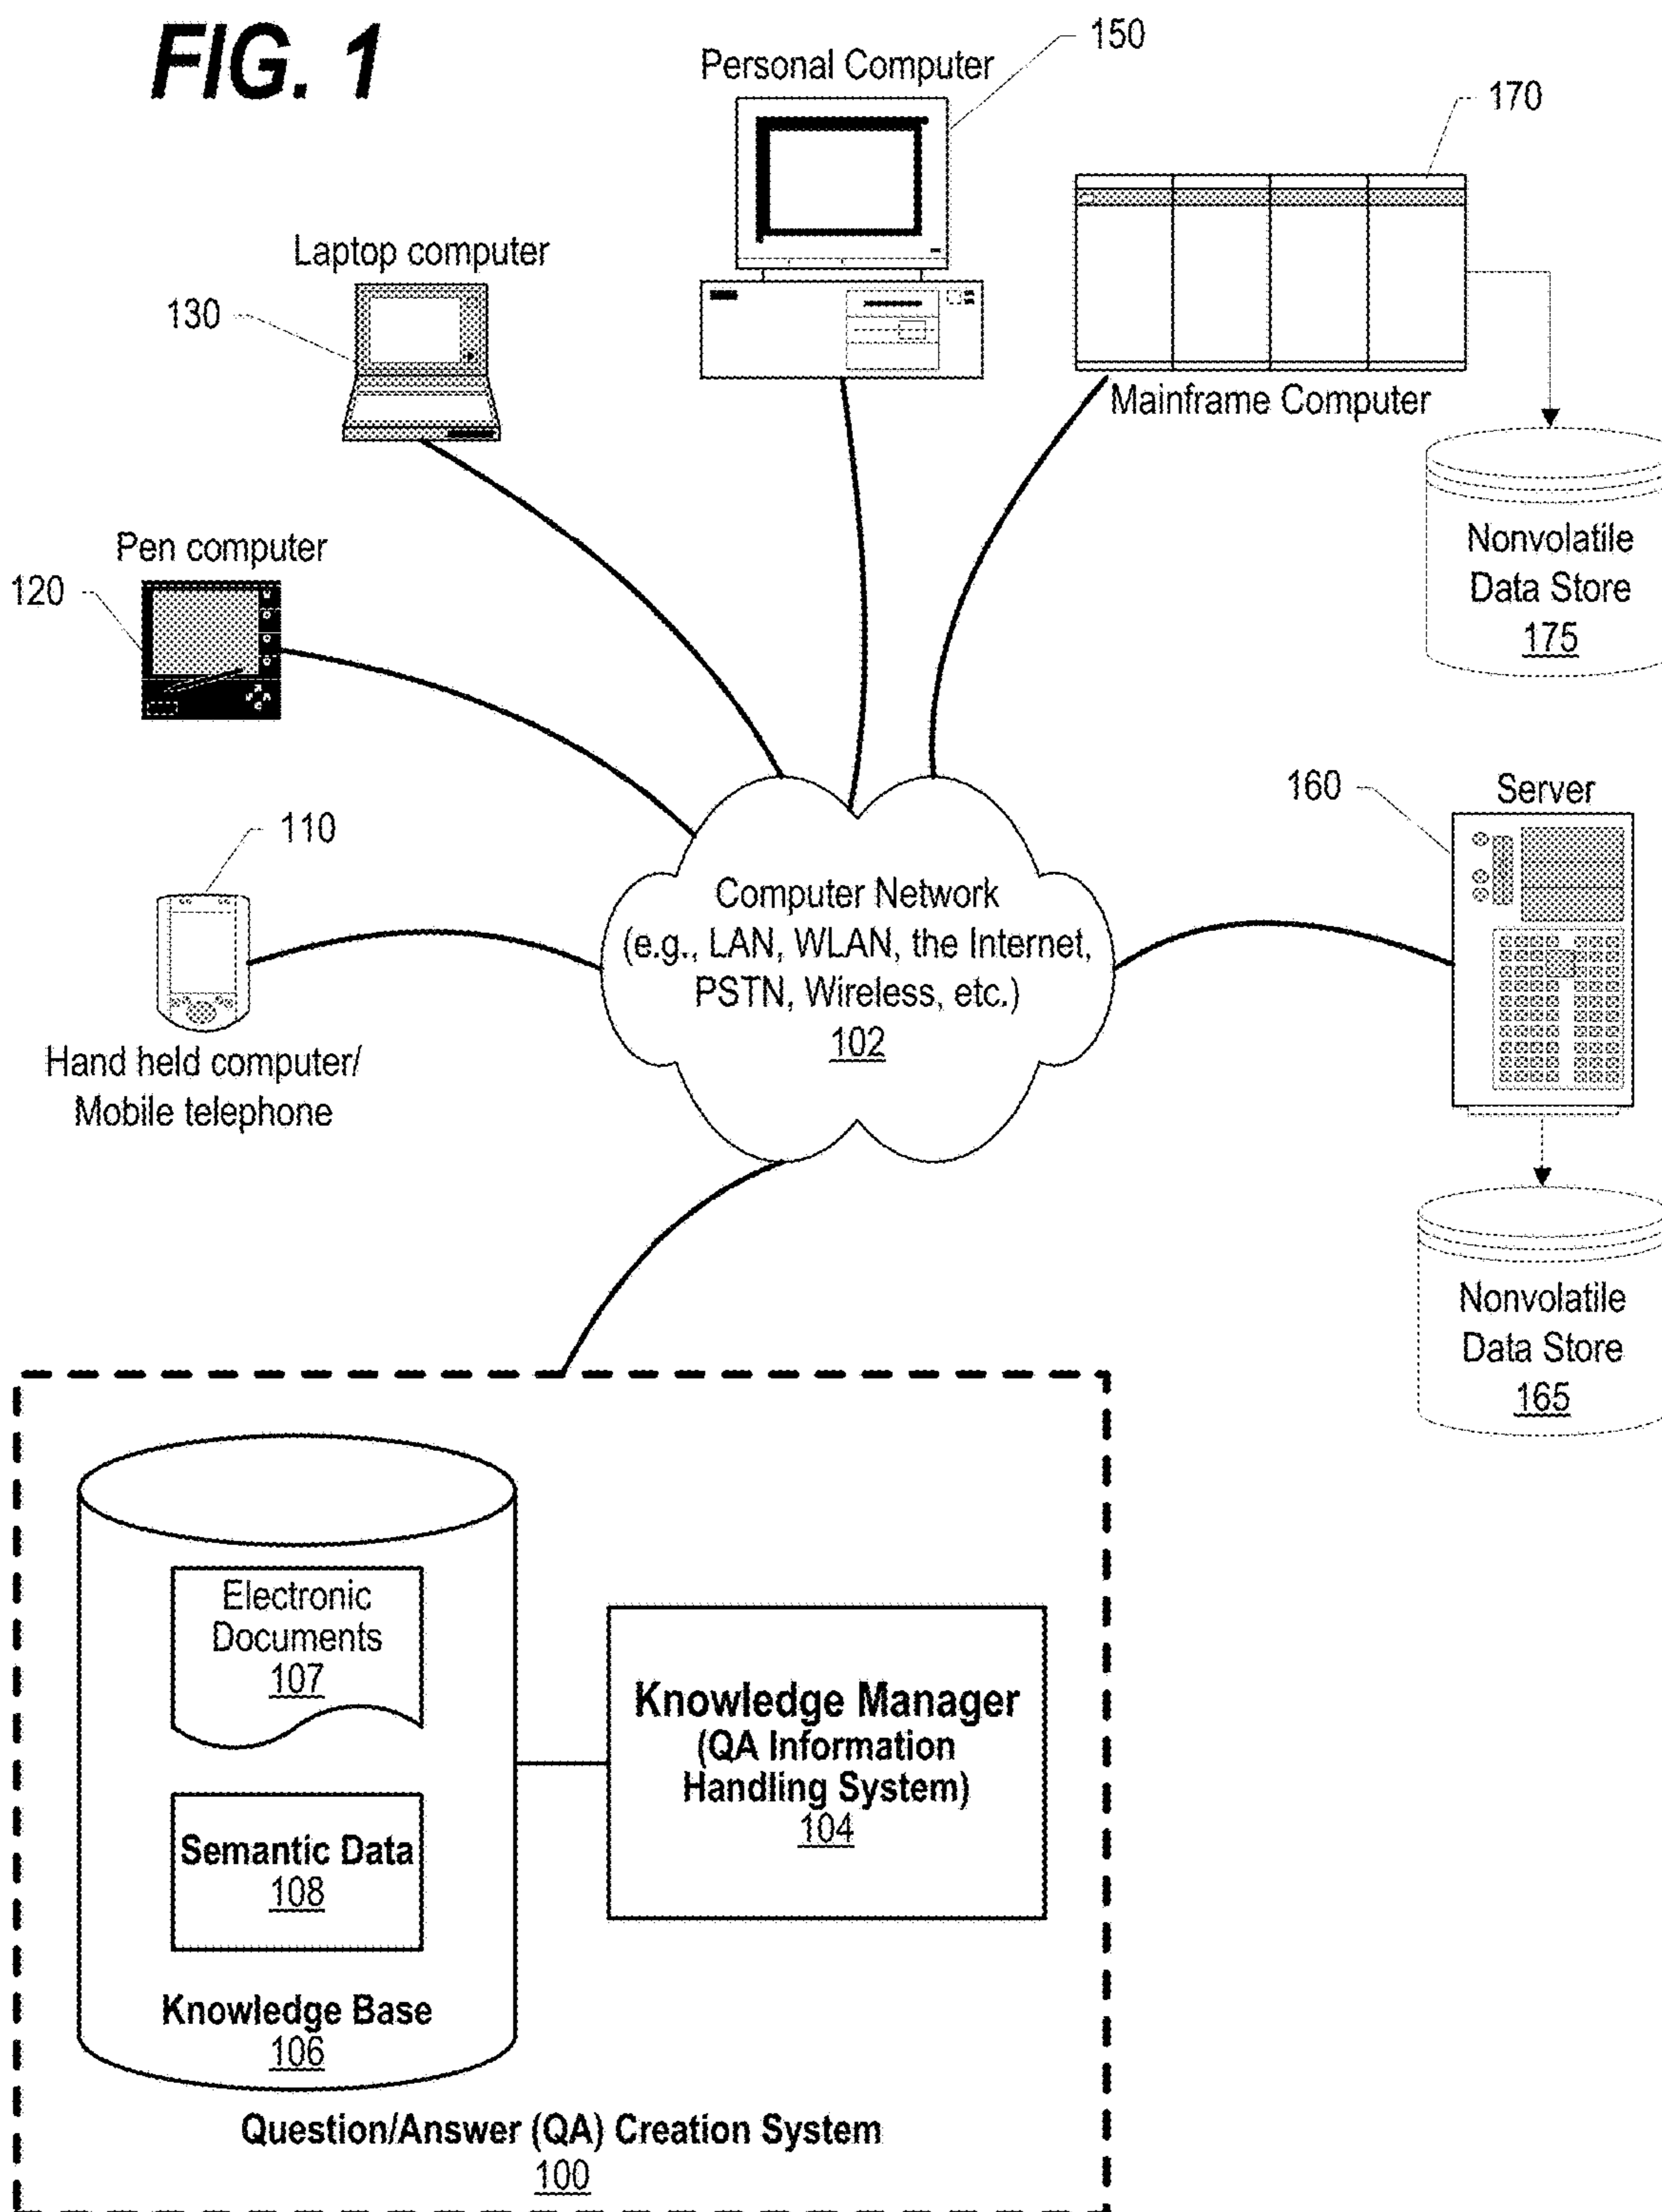 FIG. 1
Personal Computer
150
170
Laptop computer
130
Mainframe Computer
Nonvolatile
Data Store
175
Pen computer
120
160
Server
110
Computer Network
(e.g., LAN, WLAN, the Internet,
PSTN, Wireless, etc.)
102
Hand held computer/
Mobile telephone
Nonvolatile
Data Store
165
Electronic
Documents
107
Knowledge Manager
(QA Information
Handling System)
104
Semantic Data
108
Knowledge Base
106
Question/Answer (QA) Creation System
100